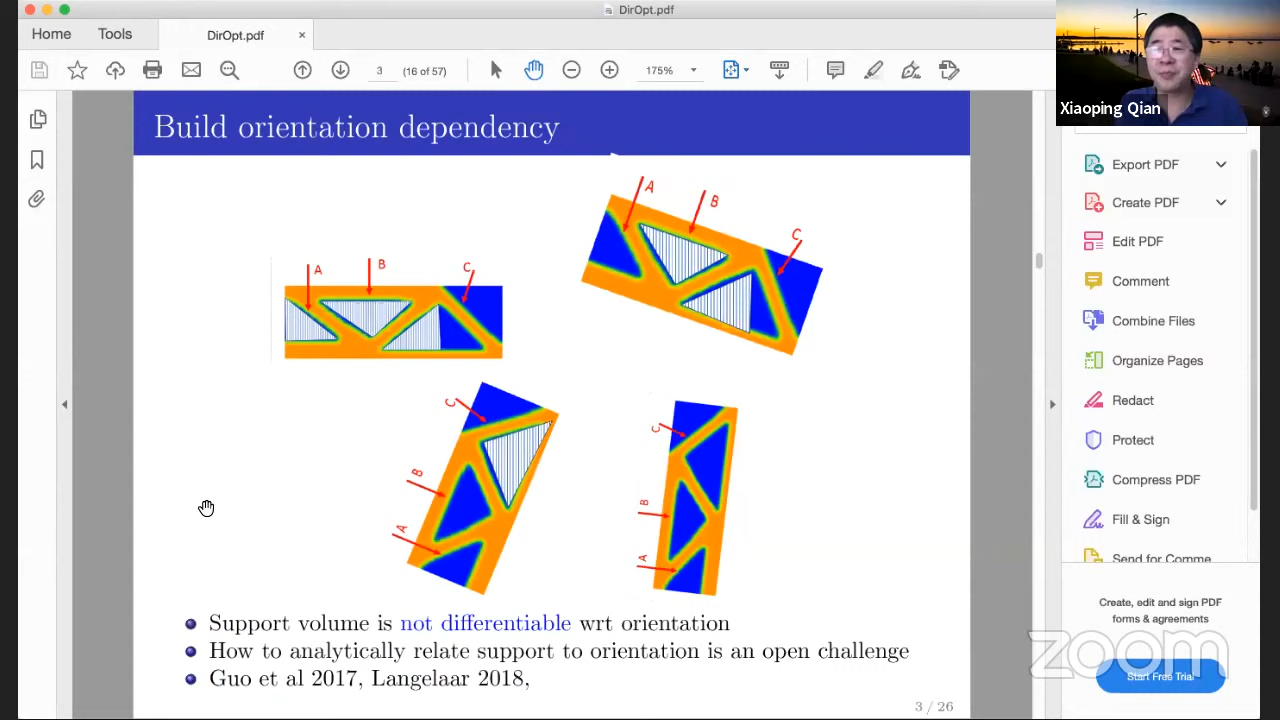 DirOpt.pdf
Home
Tools
DirOpt.pdf
×
3
(16 of 57)
175%
Xiaoping Qian
Build orientation dependency
A
B
C
A
B
C
C
B
A
C
B
A
Support volume is not differentiable wrt orientation
How to analytically relate support to orientation is an open challenge
Guo et al 2017, Langelaar 2018,
3 / 26
Export PDF
Create PDF
Edit PDF
Comment
Combine Files
Organize Pages
Redact
Protect
Compress PDF
Fill & Sign
Send for Comme
Create, edit and sign PDF
forms & agreements
Start Free Trial
zoom